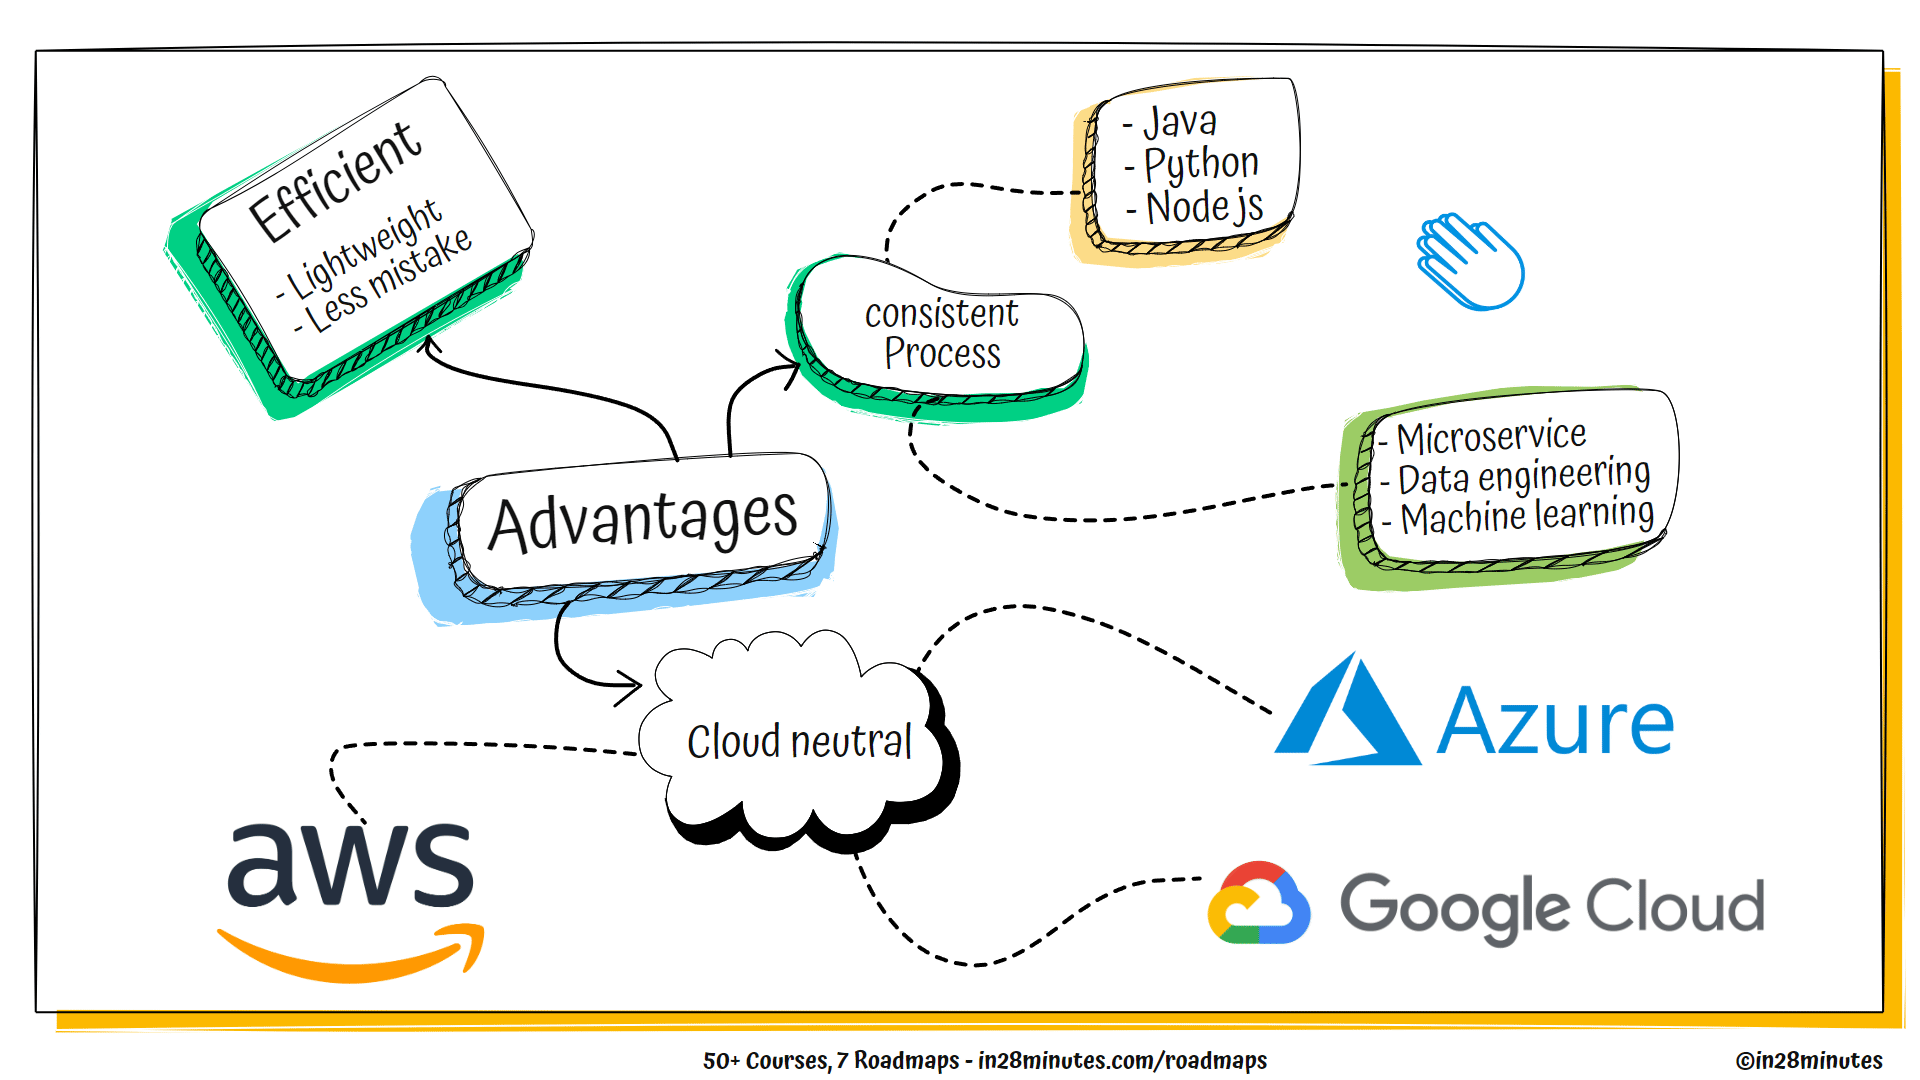 Efficient
- Lightweight
- Less mistake
- Java
- Python
- Node js
consistent
Process
- Microservice
- Data engineering
- Machine learning
Advantages
Cloud neutral
Azure
aws
Google Cloud
50+ Courses, 7 Roadmaps - in28minutes.com/roadmaps
©in28minutes